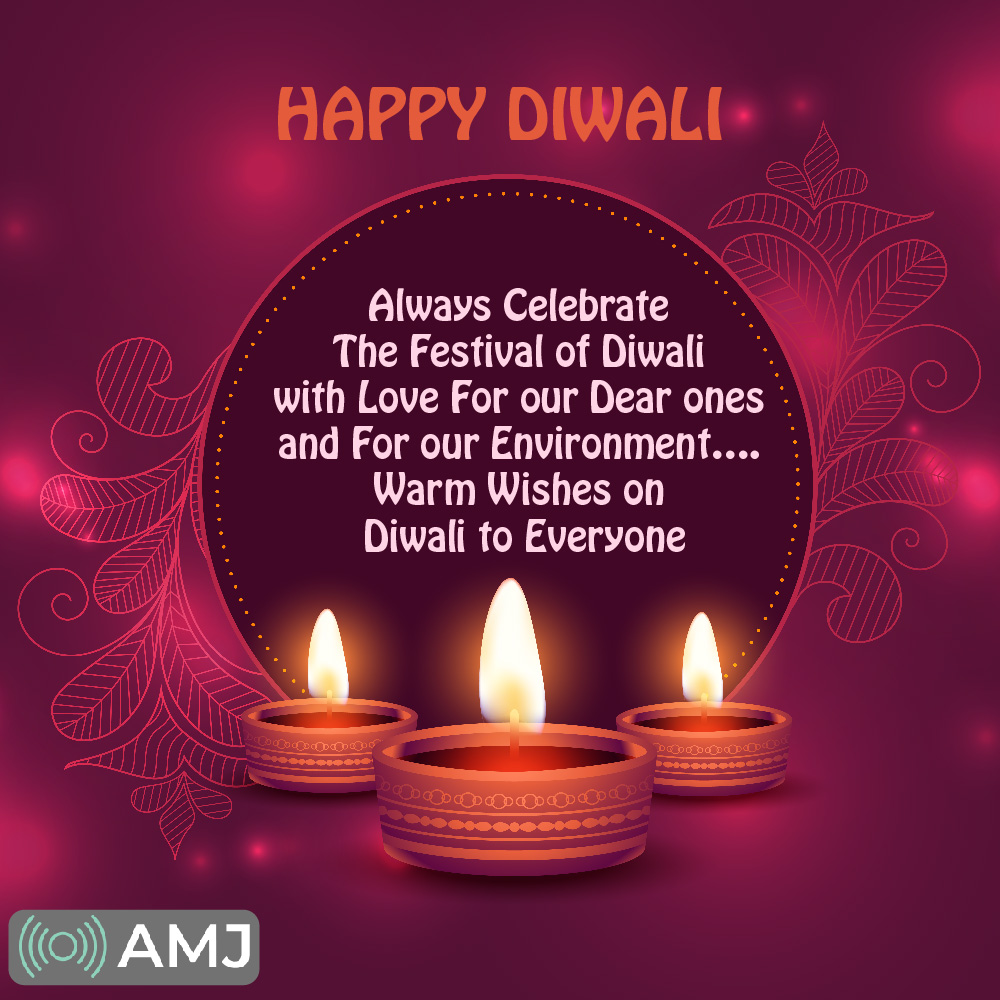 HAPPY DIWALI
Always Celebrate
The Festival of Diwali
with Love For our Dear ones
and For our Environment....
Warm Wishes on
Diwali to Everyone
AMJ